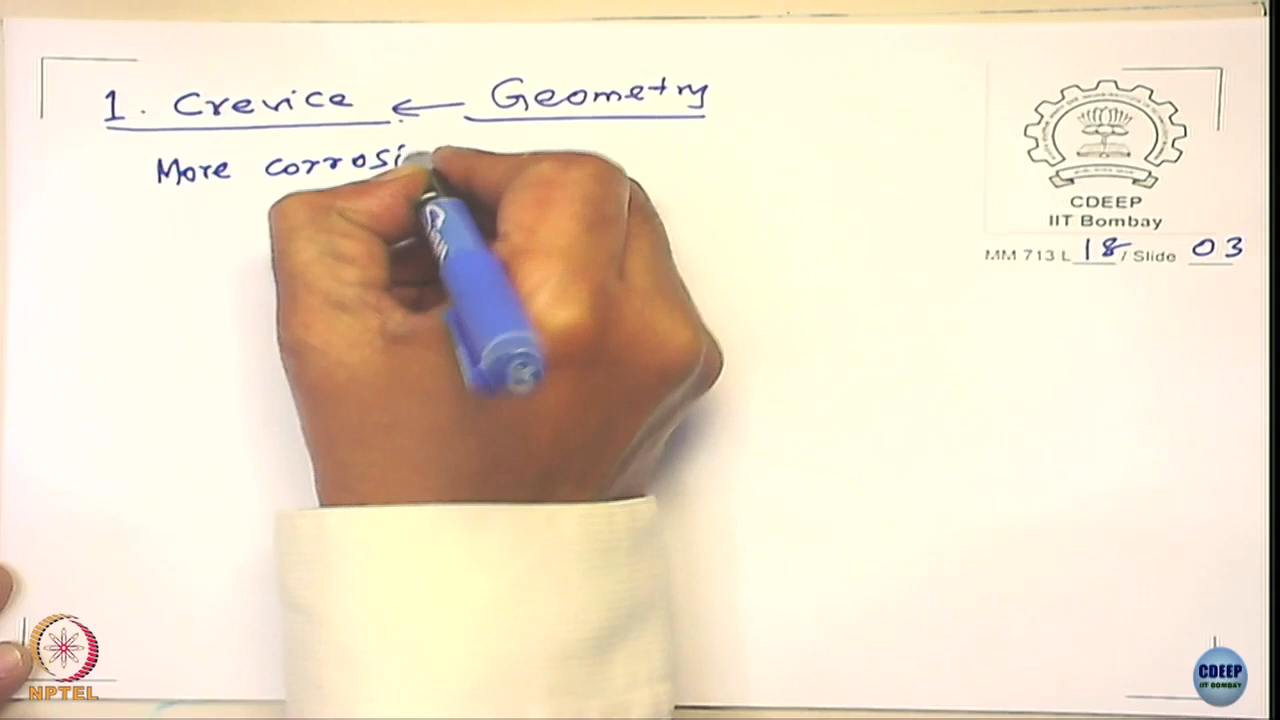 1. Crevice ← Geometry
More corrosi
CDEEP
IIT Bombay
MM 713 L 18 / Slide 03
NPTEL
CDEEP
IIT BOMBAY